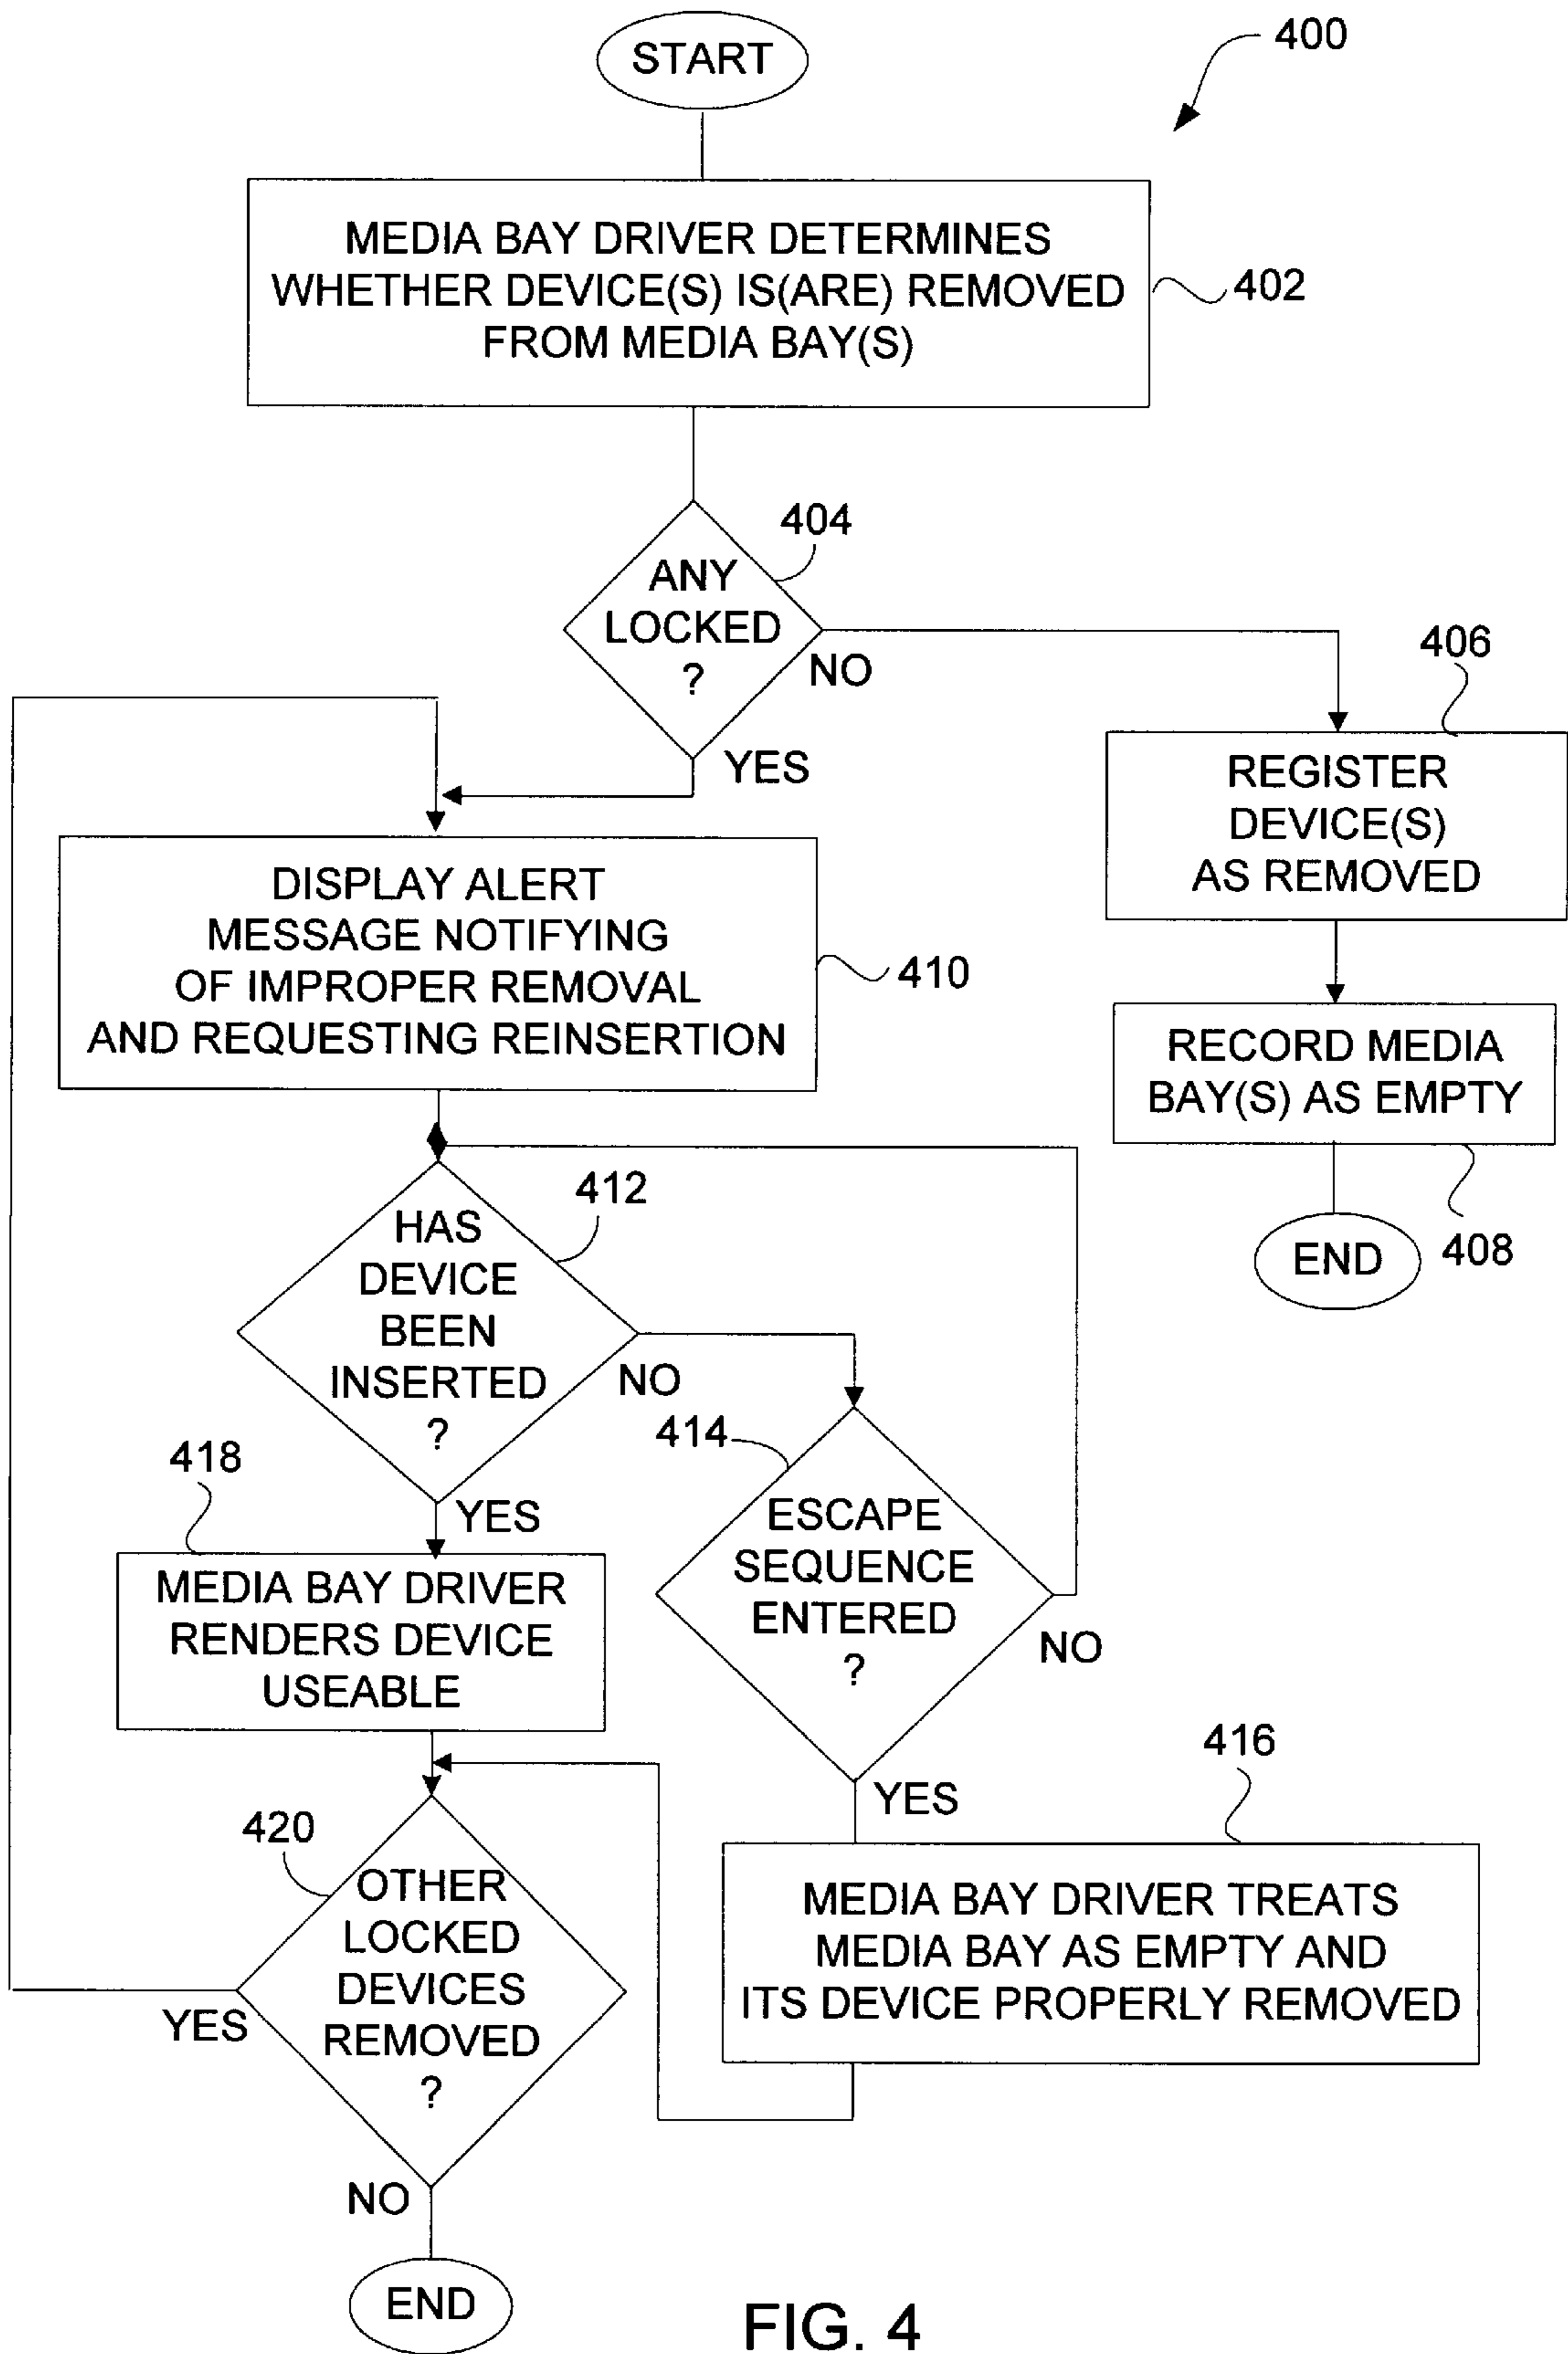 START
400
MEDIA BAY DRIVER DETERMINES
WHETHER DEVICE(S) IS(ARE) REMOVED
FROM MEDIA BAY(S)
402
404
ANY
LOCKED
?
NO
YES
406
REGISTER
DEVICE(S)
AS REMOVED
DISPLAY ALERT
MESSAGE NOTIFYING
OF IMPROPER REMOVAL
AND REQUESTING REINSERTION
410
RECORD MEDIA
BAY(S) AS EMPTY
408
END
412
HAS
DEVICE
BEEN
INSERTED
?
NO
YES
414
ESCAPE
SEQUENCE
ENTERED
?
NO
YES
418
MEDIA BAY DRIVER
RENDERS DEVICE
USEABLE
416
MEDIA BAY DRIVER TREATS
MEDIA BAY AS EMPTY AND
ITS DEVICE PROPERLY REMOVED
420
OTHER
LOCKED
DEVICES
REMOVED
?
YES
NO
END
FIG. 4